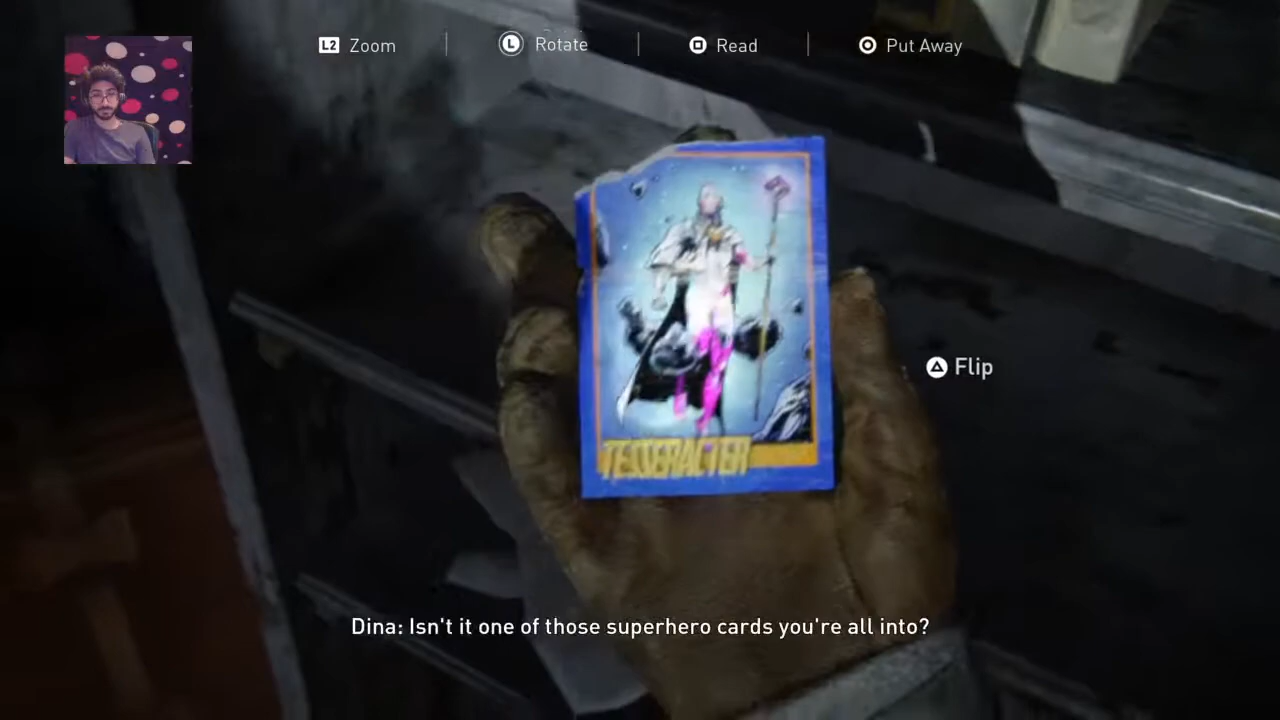 L2 Zoom
L Rotate
Read
Put Away
Flip
TESSERACTER
Dina: Isn't it one of those superhero cards you're all into?